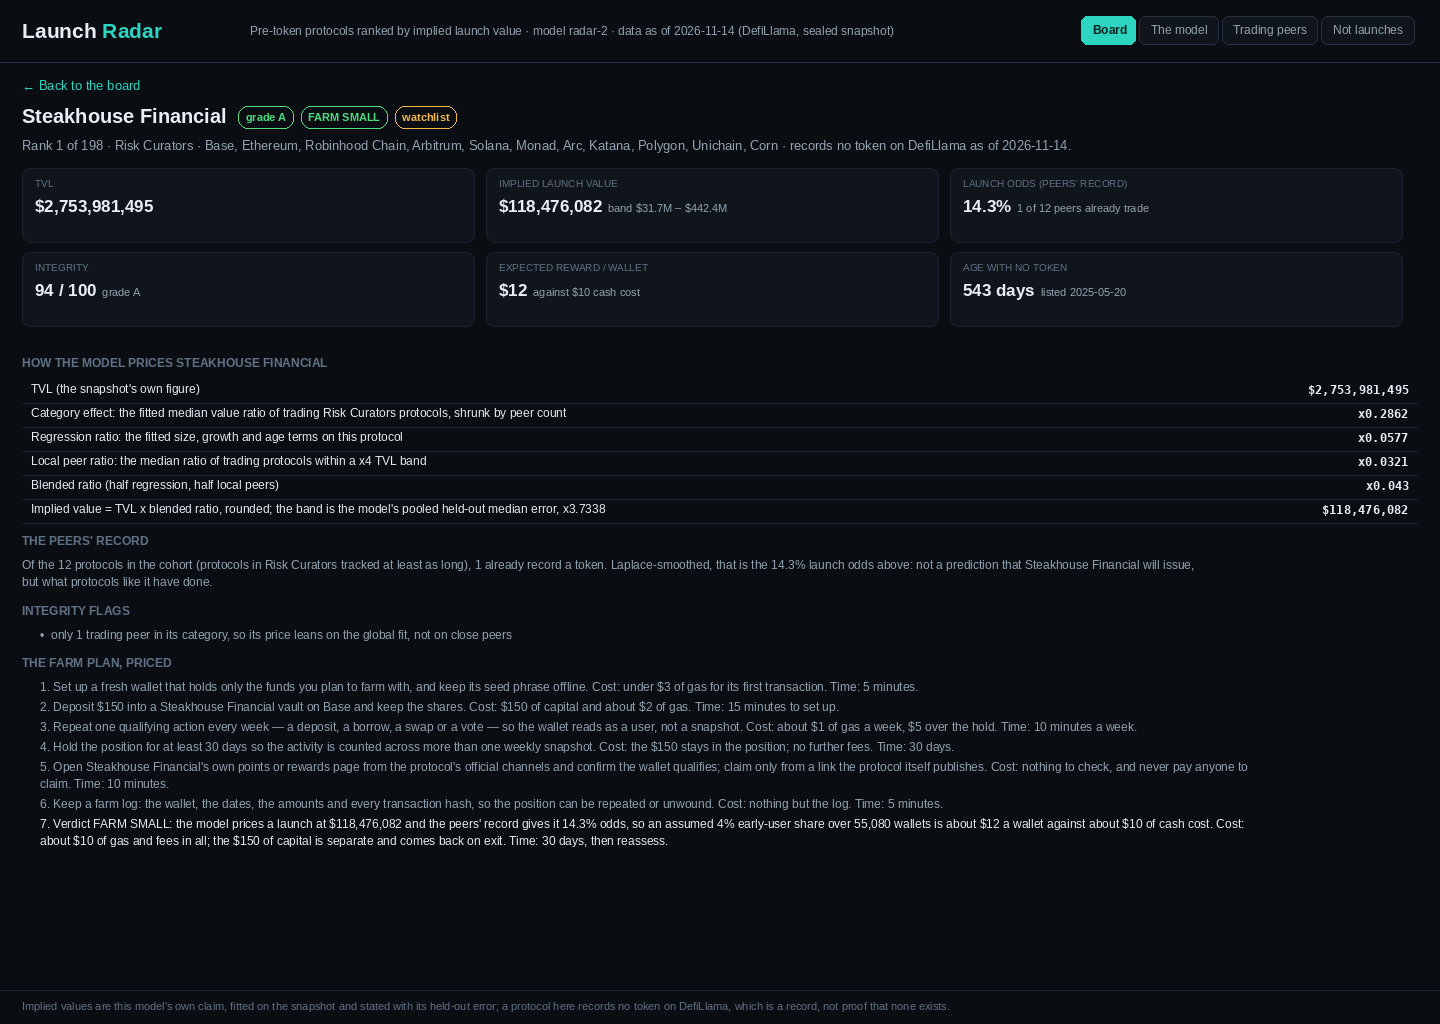 Launch Radar
Pre-token protocols ranked by implied launch value · model radar-2 · data as of 2026-11-14 (DefiLlama, sealed snapshot)
Board
The model
Trading peers
Not launches
← Back to the board
Steakhouse Financial
grade A
FARM SMALL
watchlist
Rank 1 of 198 · Risk Curators · Base, Ethereum, Robinhood Chain, Arbitrum, Solana, Monad, Arc, Katana, Polygon, Unichain, Corn · records no token on DefiLlama as of 2026-11-14.
TVL
$2,753,981,495
IMPLIED LAUNCH VALUE
$118,476,082 band $31.7M – $442.4M
LAUNCH ODDS (PEERS' RECORD)
14.3% 1 of 12 peers already trade
INTEGRITY
94 / 100 grade A
EXPECTED REWARD / WALLET
$12 against $10 cash cost
AGE WITH NO TOKEN
543 days listed 2025-05-20
HOW THE MODEL PRICES STEAKHOUSE FINANCIAL
TVL (the snapshot's own figure) $2,753,981,495
Category effect: the fitted median value ratio of trading Risk Curators protocols, shrunk by peer count x0.2862
Regression ratio: the fitted size, growth and age terms on this protocol x0.0577
Local peer ratio: the median ratio of trading protocols within a x4 TVL band x0.0321
Blended ratio (half regression, half local peers) x0.043
Implied value = TVL x blended ratio, rounded; the band is the model's pooled held-out median error, x3.7338 $118,476,082
THE PEERS' RECORD
Of the 12 protocols in the cohort (protocols in Risk Curators tracked at least as long), 1 already record a token. Laplace-smoothed, that is the 14.3% launch odds above: not a prediction that Steakhouse Financial will issue,
but what protocols like it have done.
INTEGRITY FLAGS
• only 1 trading peer in its category, so its price leans on the global fit, not on close peers
THE FARM PLAN, PRICED
1. Set up a fresh wallet that holds only the funds you plan to farm with, and keep its seed phrase offline. Cost: under $3 of gas for its first transaction. Time: 5 minutes.
2. Deposit $150 into a Steakhouse Financial vault on Base and keep the shares. Cost: $150 of capital and about $2 of gas. Time: 15 minutes to set up.
3. Repeat one qualifying action every week — a deposit, a borrow, a swap or a vote — so the wallet reads as a user, not a snapshot. Cost: about $1 of gas a week, $5 over the hold. Time: 10 minutes a week.
4. Hold the position for at least 30 days so the activity is counted across more than one weekly snapshot. Cost: the $150 stays in the position; no further fees. Time: 30 days.
5. Open Steakhouse Financial's own points or rewards page from the protocol's official channels and confirm the wallet qualifies; claim only from a link the protocol itself publishes. Cost: nothing to check, and never pay anyone to
claim. Time: 10 minutes.
6. Keep a farm log: the wallet, the dates, the amounts and every transaction hash, so the position can be repeated or unwound. Cost: nothing but the log. Time: 5 minutes.
7. Verdict FARM SMALL: the model prices a launch at $118,476,082 and the peers' record gives it 14.3% odds, so an assumed 4% early-user share over 55,080 wallets is about $12 a wallet against about $10 of cash cost. Cost:
about $10 of gas and fees in all; the $150 of capital is separate and comes back on exit. Time: 30 days, then reassess.
Implied values are this model's own claim, fitted on the snapshot and stated with its held-out error; a protocol here records no token on DefiLlama, which is a record, not proof that none exists.